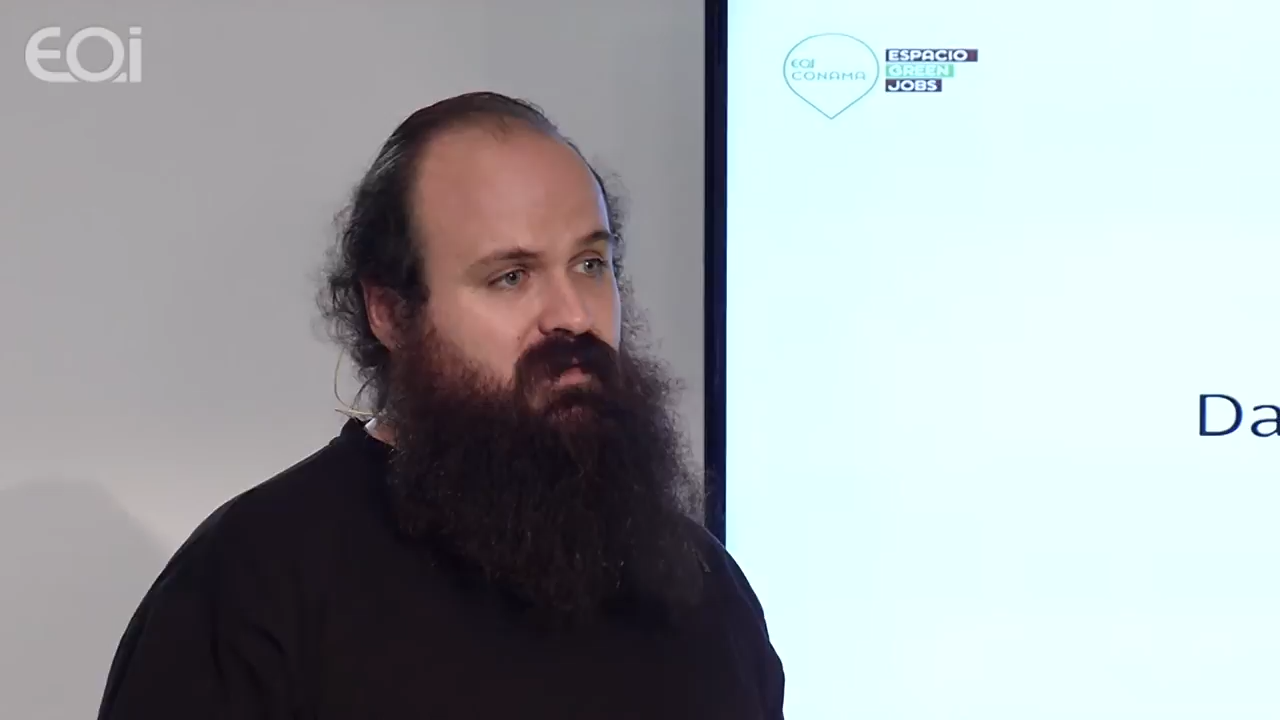 EOi
EOi
CONAMA
ESPACIO
GREEN
JOBS
Da